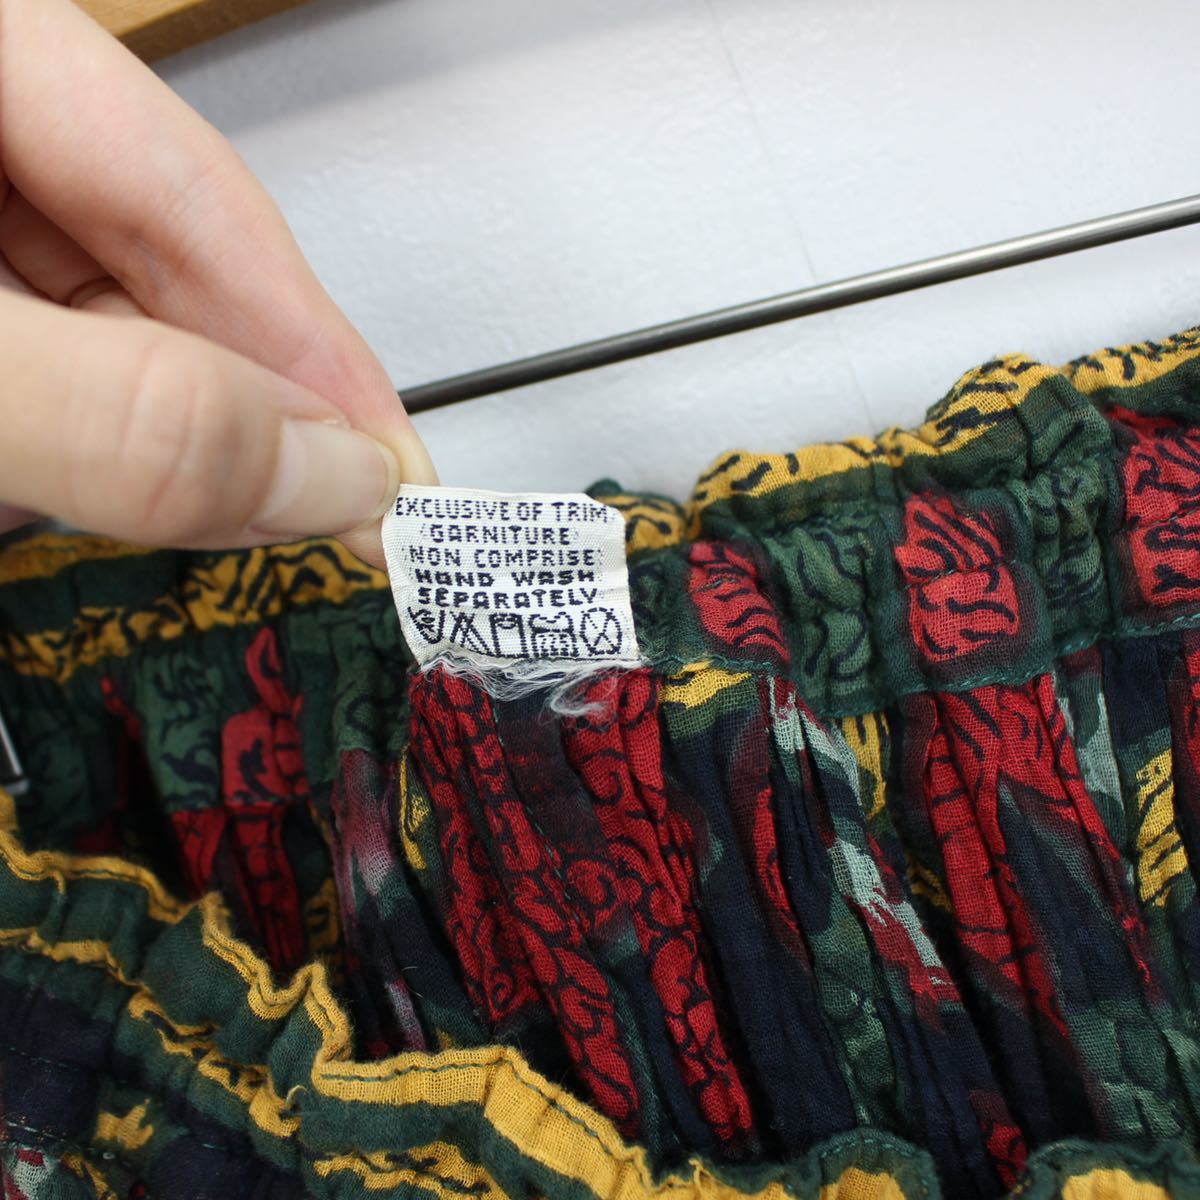 EXCLUSIVE OF TRIM,
(GARNITURE)
(NON COMPRISE)
HAND WASH
SEPARATELY